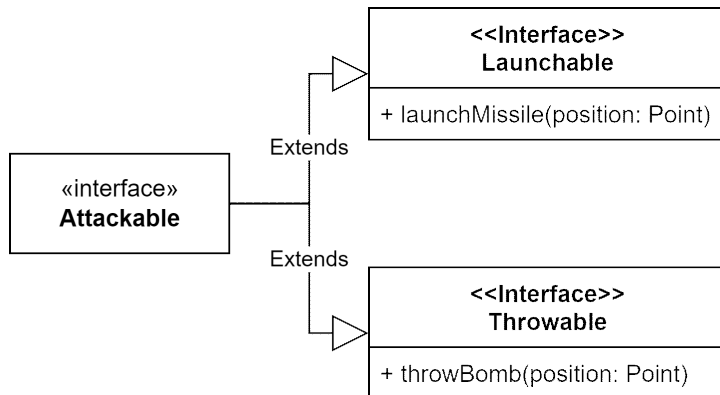 <<Interface>>
Launchable
+ launchMissile(position: Point)
Extends
«interface»
Attackable
Extends
<<Interface>>
Throwable
+ throwBomb(position: Point)